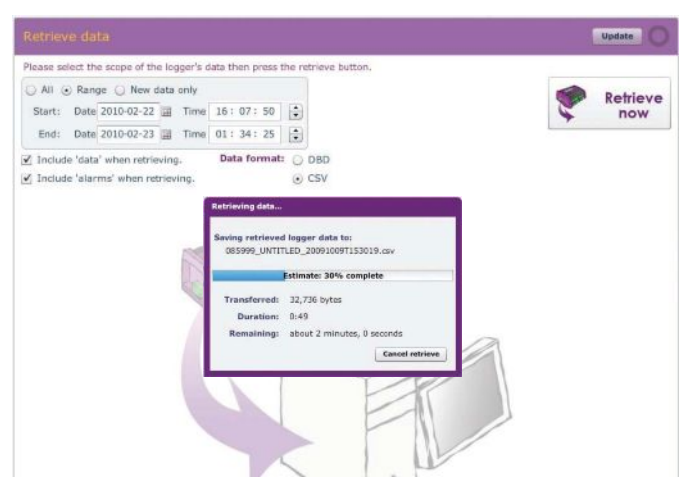 Retrieve data
Update
Please select the scope of the logger's data then press the retrieve button.
All Range New data only
Start: Date 2010-02-22 Time 16 : 07 : 50
End: Date 2010-02-23 Time 01 : 34 : 25
Retrieve
now
Include 'data' when retrieving. Data format: DBD
Include 'alarms' when retrieving. CSV
Retrieving data...
Saving retrieved logger data to:
085999_UNTITLED_20091009T153019.csv
Estimate: 30% complete
Transferred: 32,736 bytes
Duration: 0:49
Remaining: about 2 minutes, 0 seconds
Cancel retrieve